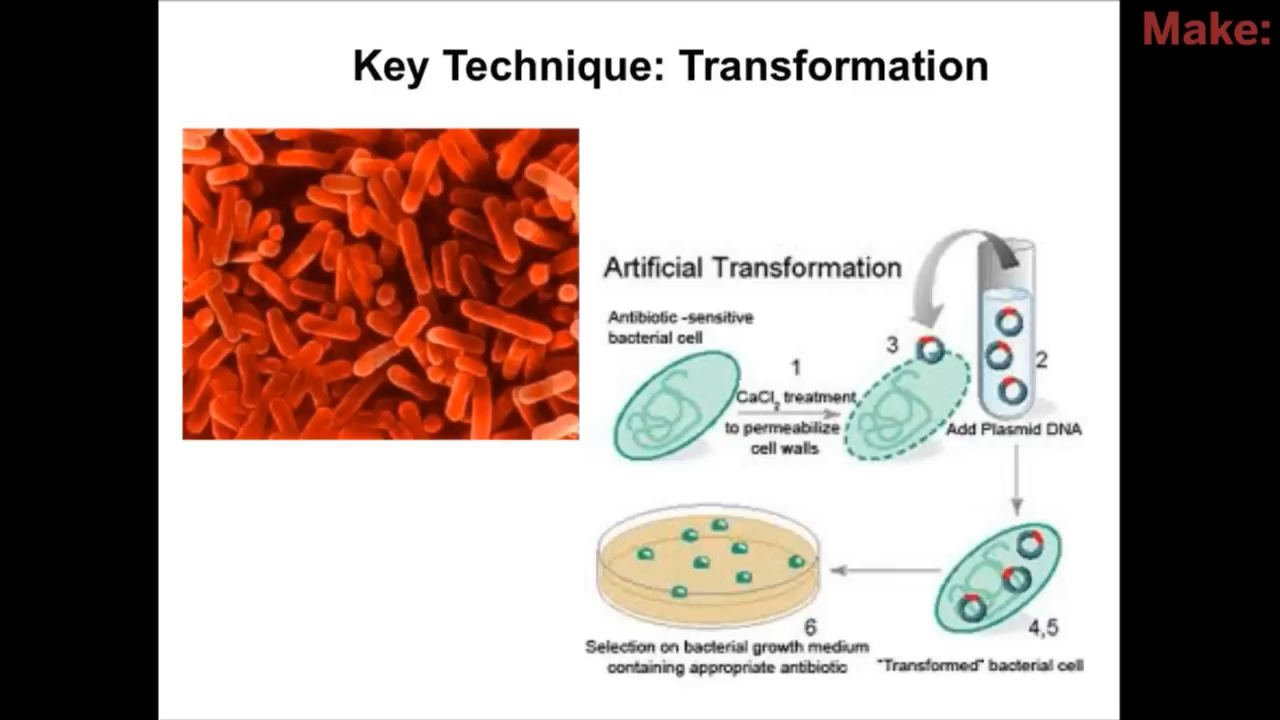 Make:
Key Technique: Transformation
Artificial Transformation
Antibiotic -sensitive
bacterial cell
1
CaCl2 treatment
to permeabilize
cell walls
3
2
Add Plasmid DNA
4,5
"Transformed" bacterial cell
6
Selection on bacterial growth medium
containing appropriate antibiotic